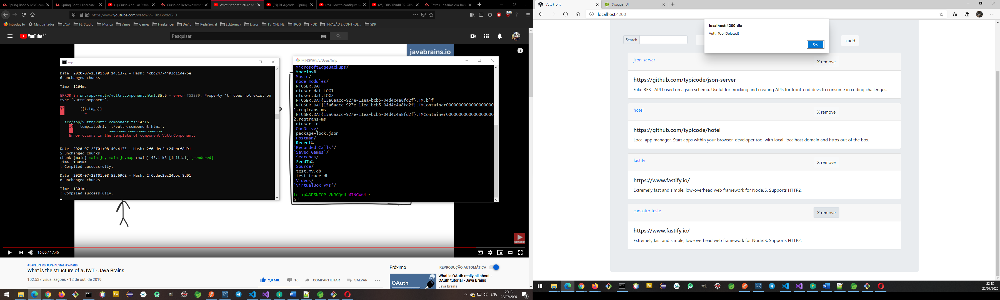 Spring Boot & MVC com
Spring Boot, Hibernate,
(1) Curso Angular 9 #06
Curso de Desenvolvimen
What is the structure of a
(25) 01 Agenda - Spring
(25) How to configure S
(25) OBSERVABLES, OBS
Testes unitários em JAVA
https://www.youtube.com/watch?v=_XbXkVdoG_0
209
Introdução
Mais visitados
JAVA
FL_Studio
Musica
Varios
Games
FreeLancer
DeVry
Rede Social
ELEtronick
Livros
TV_ONLINE
IPOG
IPOK
INVASÃO E CONTROL...
SDR
YouTube BR
Pesquisar
javabrains.io
ngcc
Date: 2020-07-23T01:08:14.137Z - Hash: 4cbd24774493d11de75e
6 unchanged chunks
Time: 1264ms
ERROR in src/app/vuttr/vuttr.component.html:35:9 - error TS2339: Property 't' does not exist on
type 'VuttrComponent'.
35 {{t.tags}}
~
src/app/vuttr/vuttr.component.ts:14:16
14 templateUrl: './vuttr.component.html',
~~~~~~~~~~~~~~~~~~~~~~~~
Error occurs in the template of component VuttrComponent.
Date: 2020-07-23T01:08:40.413Z - Hash: 2f6cdec2ec24bbcf8d91
5 unchanged chunks
chunk {main} main.js, main.js.map (main) 43.1 kB [initial] [rendered]
Time: 1389ms
: Compiled successfully.
Date: 2020-07-23T01:08:52.696Z - Hash: 2f6cdec2ec24bbcf8d91
6 unchanged chunks
Time: 1301ms
: Compiled successfully.
MINGW64:/c/Users/felip
MicrosoftEdgeBackups/
Modelos@
Music/
node_modules/
NTUSER.DAT
ntuser.dat.LOG1
ntuser.dat.LOG2
NTUSER.DAT{15a6aacc-927e-11ea-bcb5-04d4c4a8fd2f}.TM.blf
NTUSER.DAT{15a6aacc-927e-11ea-bcb5-04d4c4a8fd2f}.TMContainer0000000000000000000
1.regtrans-ms
NTUSER.DAT{15a6aacc-927e-11ea-bcb5-04d4c4a8fd2f}.TMContainer0000000000000000000
2.regtrans-ms
ntuser.ini
OneDrive/
package-lock.json
Postman/
Recent@
'Recorded Calls'/
'Saved Games'/
Searches/
SendTo@
Source/
test.mv.db
test.trace.db
Videos/
'VirtualBox VMs'/
felip@DESKTOP-2NJGQ6H MINGW64 ~
$
SUBSCRIBE
16:05 / 17:45
#JavaBrains #BrainBytes #WhatIs
What is the structure of a JWT - Java Brains
102.537 visualizações • 12 de out. de 2019
2,8 MIL
16
COMPARTILHAR
SALVAR
Próximo
REPRODUÇÃO AUTOMÁTICA
OAuth
What is OAuth really all about -
OAuth tutorial - Java Brains
Java Brains
ENG
22:13
22/07/2020
3
VuttrFront
Swagger UI
localhost:4200
localhost:4200 diz
Vuttr Tool Deleted!
OK
Search
+add
json-server
X remove
https://github.com/typicode/json-server
Fake REST API based on a json schema. Useful for mocking and creating APIs for front-end devs to consume in coding challenges.
hotel
X remove
https://github.com/typicode/hotel
Local app manager. Start apps within your browser, developer tool with local .localhost domain and https out of the box.
fastify
X remove
https://www.fastify.io/
Extremely fast and simple, low-overhead web framework for NodeJS. Supports HTTP2.
cadastro teste
X remove
https://www.fastify.io/
Extremely fast and simple, low-overhead web framework for NodeJS. Supports HTTP2.
22:13
22/07/2020